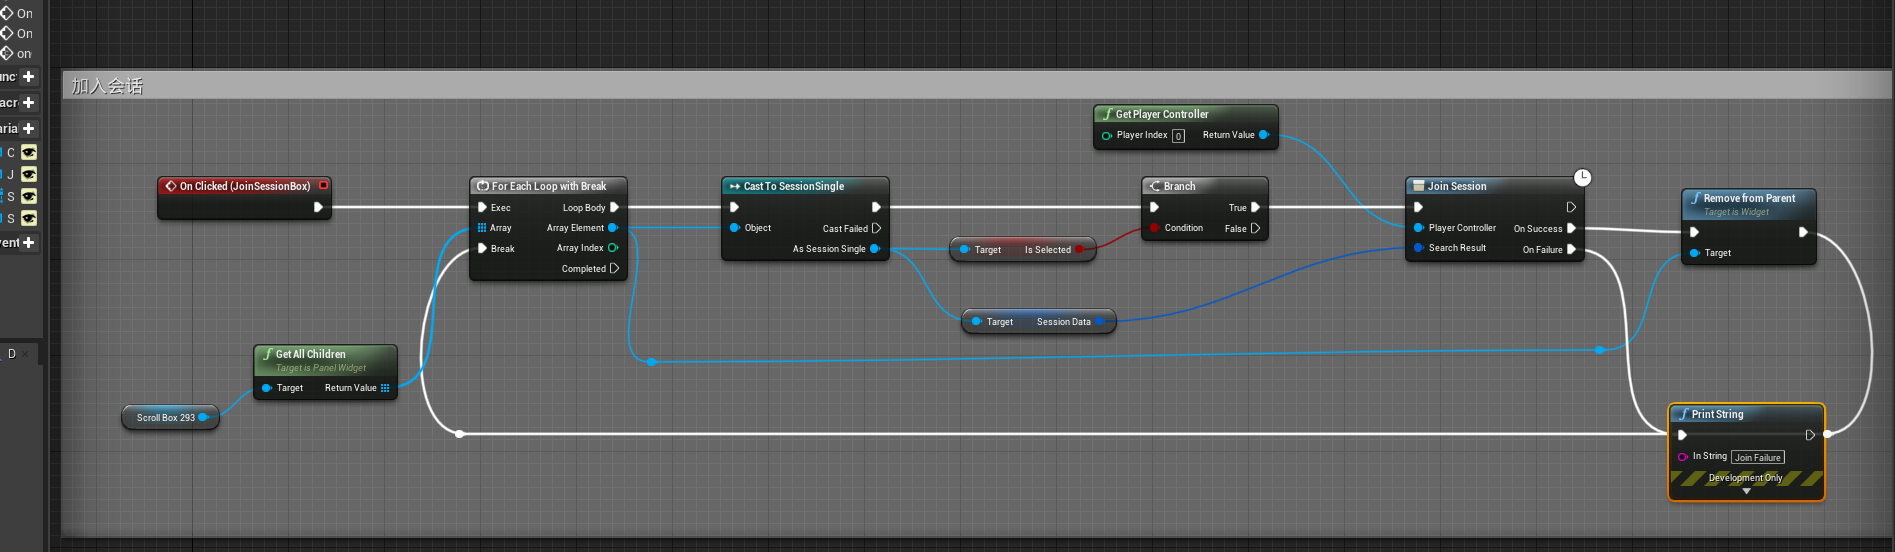 On
On
on
加入会话
Get Player Controller
Player Index 0 Return Value
On Clicked (JoinSessionBox)
For Each Loop with Break
Exec Loop Body
Array Array Element
Break Array Index
Completed
Cast To SessionSingle
Object Cast Failed
As Session Single
Target Is Selected
Target Session Data
Branch
True
Condition False
Join Session
Player Controller On Success
Search Result On Failure
Remove from Parent
Target is Widget
Target
Get All Children
Target is Panel Widget
Target Return Value
Scroll Box 293
Print String
In String Join Failure
Development Only
C
J
S
S
D